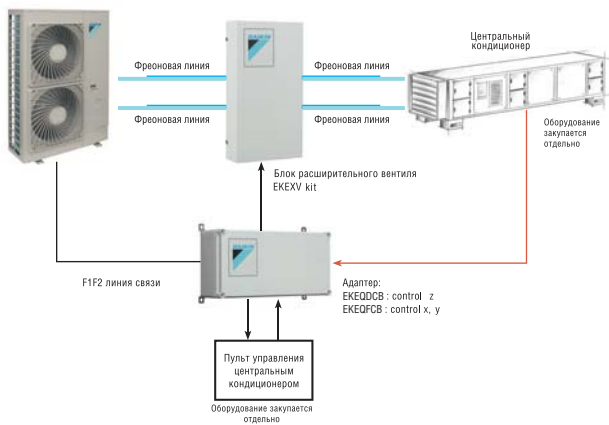 Центральный
кондиционер
Фреоновая линия
Фреоновая линия
Фреоновая линия
Фреоновая линия
Оборудование
закупается
отдельно
Блок расширительного вентиля
EKEXV kit
F1F2 линия связи
Адаптер:
EKEQDCB : control z
EKEQFCB : control x, y
Пульт управления
центральным
кондиционером
Оборудование закупается
отдельно